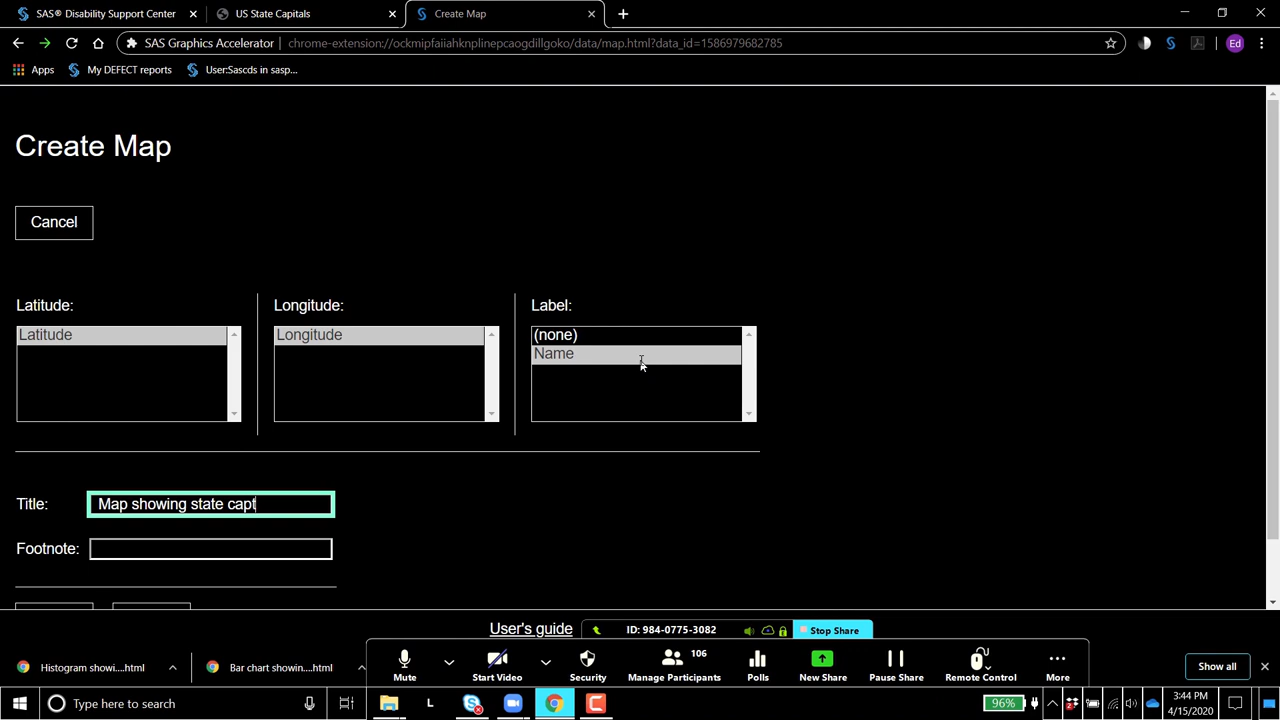 SAS® Disability Support Center
US State Capitals
Create Map
SAS Graphics Accelerator
chrome-extension://ockmipfaiiahknplinepcaogdillgoko/data/map.html?data_id=1586979682785
Ed
Apps
My DEFECT reports
User:Sascds in sasp...
Create Map
Cancel
Latitude:
Longitude:
Label:
Latitude
Longitude
(none)
Name
Title:
Map showing state capt
Footnote:
User's guide
ID: 984-0775-3082
Stop Share
106
Mute
Start Video
Security
Manage Participants
Polls
New Share
Pause Share
Remote Control
More
Histogram showi....html
Bar chart showin....html
Show all
Type here to search
L
96%
3:44 PM
4/15/2020